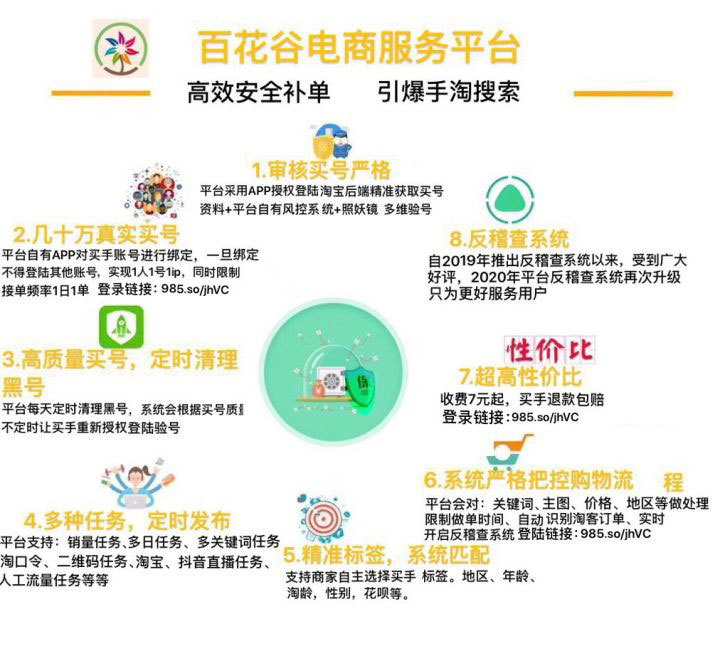 百花谷电商服务平台
高效安全补单 引爆手淘搜索
1.审核买号严格
平台采用APP授权登陆淘宝后端精准获取买号
资料+平台自有风控系统+照妖镜 多维验号
2.几十万真实买号
平台自有APP对买手账号进行绑定，一旦绑定
不得登陆其他账号，实现1人1号1ip，同时限制
接单频率1日1单 登录链接：985.so/jhVC
3.高质量买号，定时清理
黑号
平台每天定时清理黑号，系统会根据买号质量
不定时让买手重新授权登陆验号
4.多种任务，定时发布
平台支持：销量任务、多日任务、多关键词任务
淘口令、二维码任务、淘宝、抖音直播任务、
人工流量任务等等
5.精准标签，系统匹配
支持商家自主选择买手 标签。地区、年龄、
淘龄，性别，花呗等。
6.系统严格把控购物流 程
平台会对：关键词、主图、价格、地区等做处理
限制做单时间、自动识别淘客订单、实时
开启反稽查系统 登陆链接：985.so/jhVC
性价比
7.超高性价比
收费7元起，买手退款包赔
登录链接：985.so/jhVC
8.反稽查系统
自2019年推出反稽查系统以来，受到广大
好评，2020年平台反稽查系统再次升级
只为更好服务用户
保